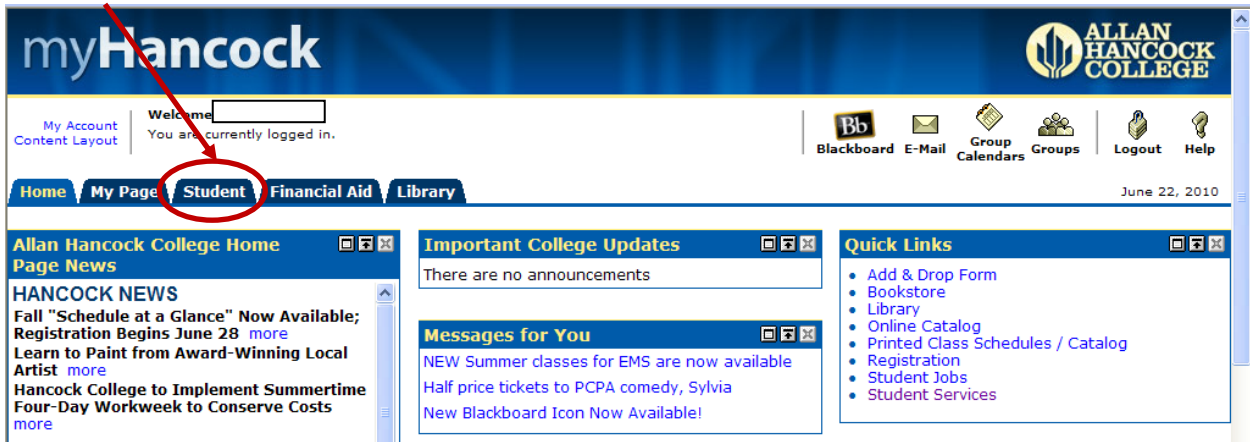 myHancock
ALLAN
HANCOCK
COLLEGE
My Account
Content Layout
Welcome
You are currently logged in.
Bb
Blackboard
E-Mail
Group
Calendars
Groups
Logout
Help
Home
My Page
Student
Financial Aid
Library
June 22, 2010
Allan Hancock College Home
Page News
HANCOCK NEWS
Fall "Schedule at a Glance" Now Available;
Registration Begins June 28 more
Learn to Paint from Award-Winning Local
Artist more
Hancock College to Implement Summertime
Four-Day Workweek to Conserve Costs
more
Important College Updates
There are no announcements
Messages for You
NEW Summer classes for EMS are now available
Half price tickets to PCPA comedy, Sylvia
New Blackboard Icon Now Available!
Quick Links
Add & Drop Form
Bookstore
Library
Online Catalog
Printed Class Schedules / Catalog
Registration
Student Jobs
Student Services